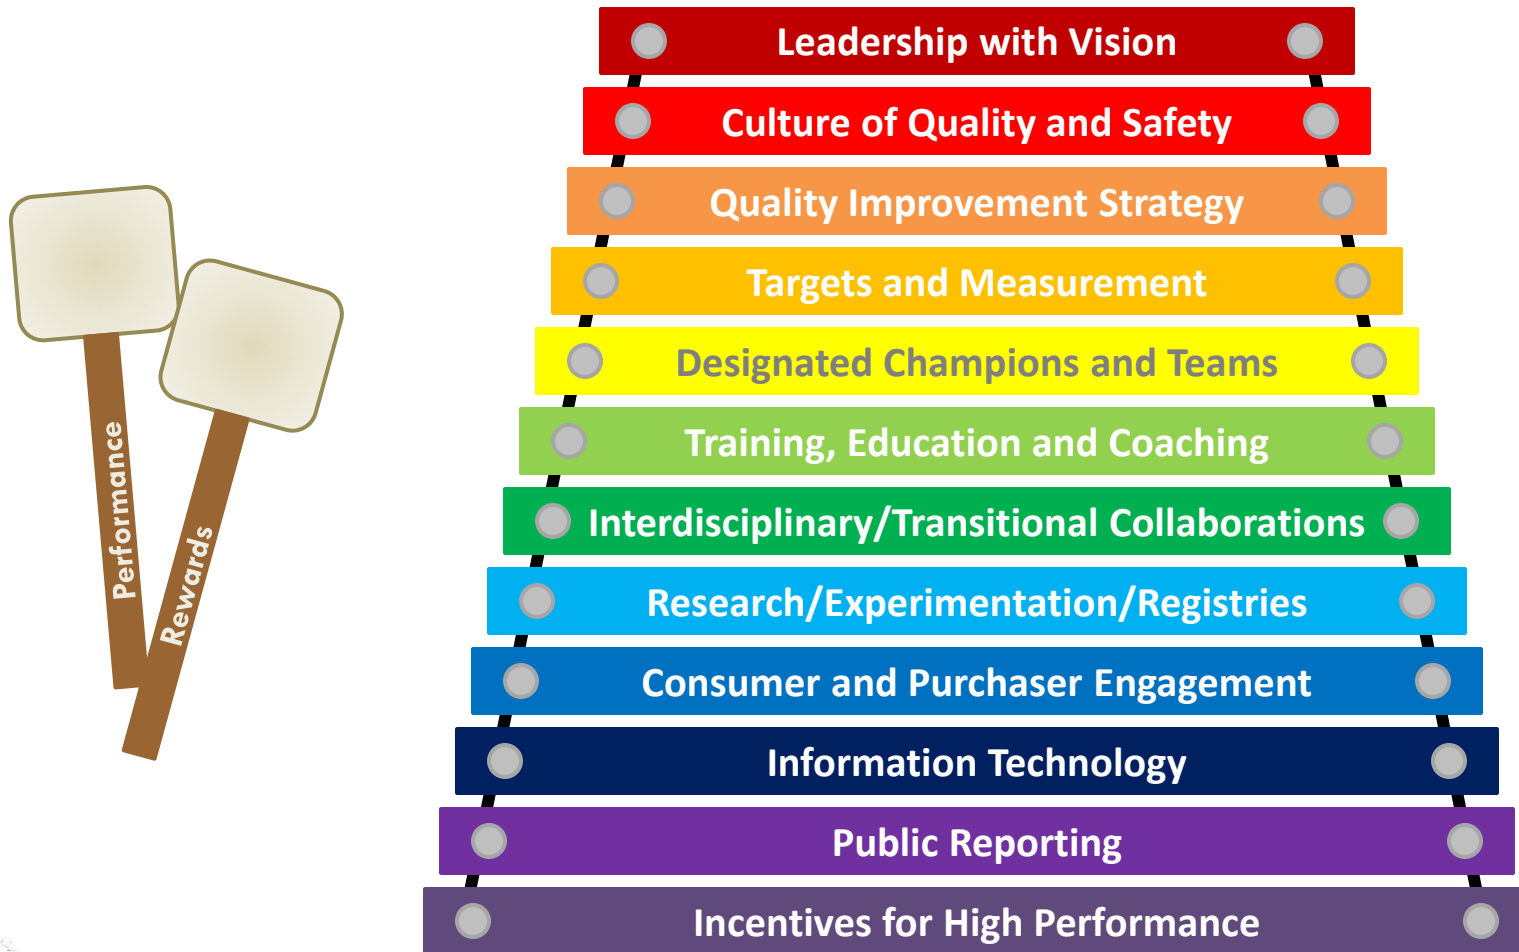 Leadership with Vision
Culture of Quality and Safety
Quality Improvement Strategy
Targets and Measurement
Designated Champions and Teams
Training, Education and Coaching
Interdisciplinary/Transitional Collaborations
Research/Experimentation/Registries
Consumer and Purchaser Engagement
Information Technology
Public Reporting
Incentives for High Performance
Performance
Rewards